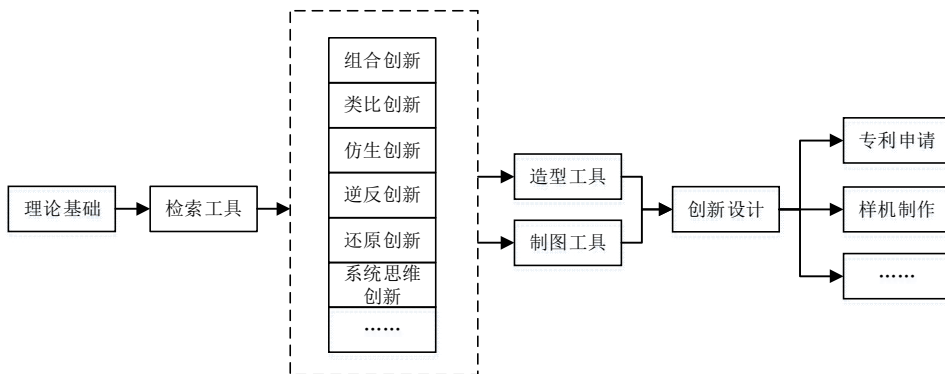 理论基础
检索工具
组合创新
类比创新
仿生创新
逆反创新
还原创新
系统思维
创新
……
造型工具
制图工具
创新设计
专利申请
样机制作
……